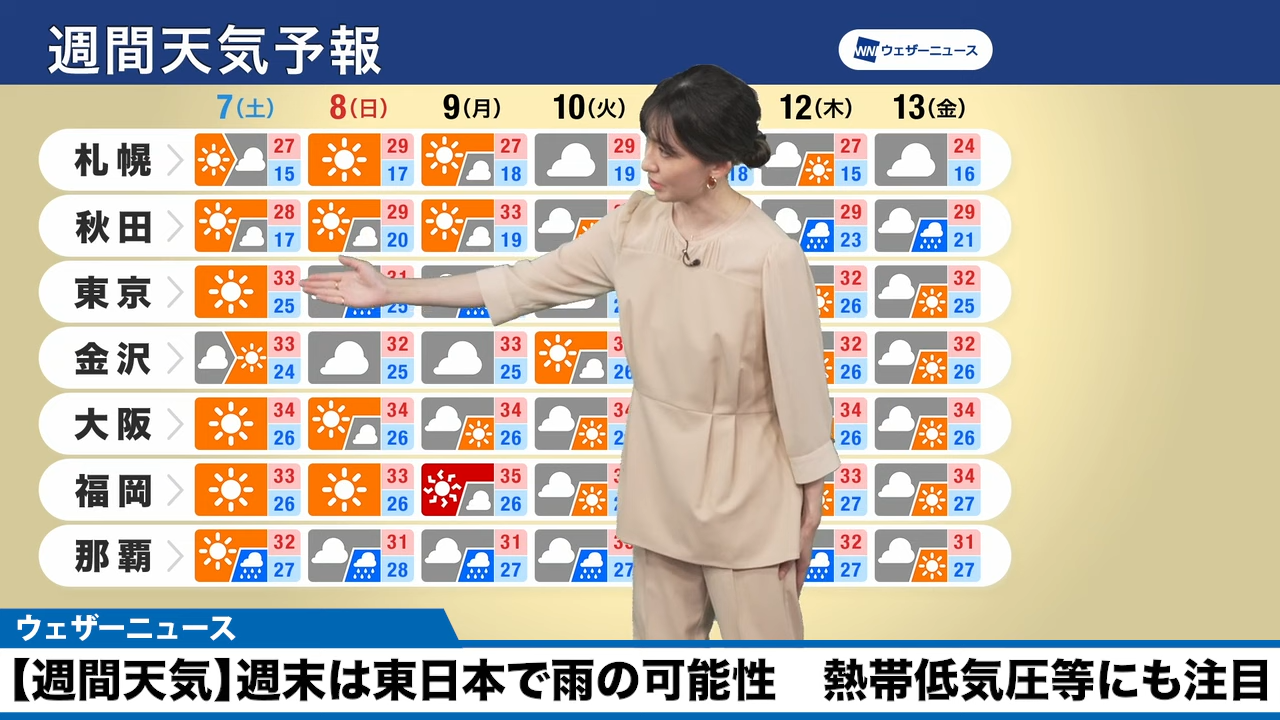 週間天気予報
WN ウェザーニュース
7(土) 8(日) 9(月) 10(火) 12(木) 13(金)
札幌 27 15 29 17 27 18 29 19 18 27 15 24 16
秋田 28 17 29 20 33 19 29 23 29 21
東京 33 25 31 25 32 26 32 25
金沢 33 24 32 25 33 25 26 32 26 32 26
大阪 34 26 34 26 34 26 34 34 26 34 26
福岡 33 26 33 26 35 26 33 27 34 27
那覇 32 27 31 28 31 27 27 32 27 31 27
ウェザーニュース
【週間天気】週末は東日本で雨の可能性 熱帯低気圧等にも注目